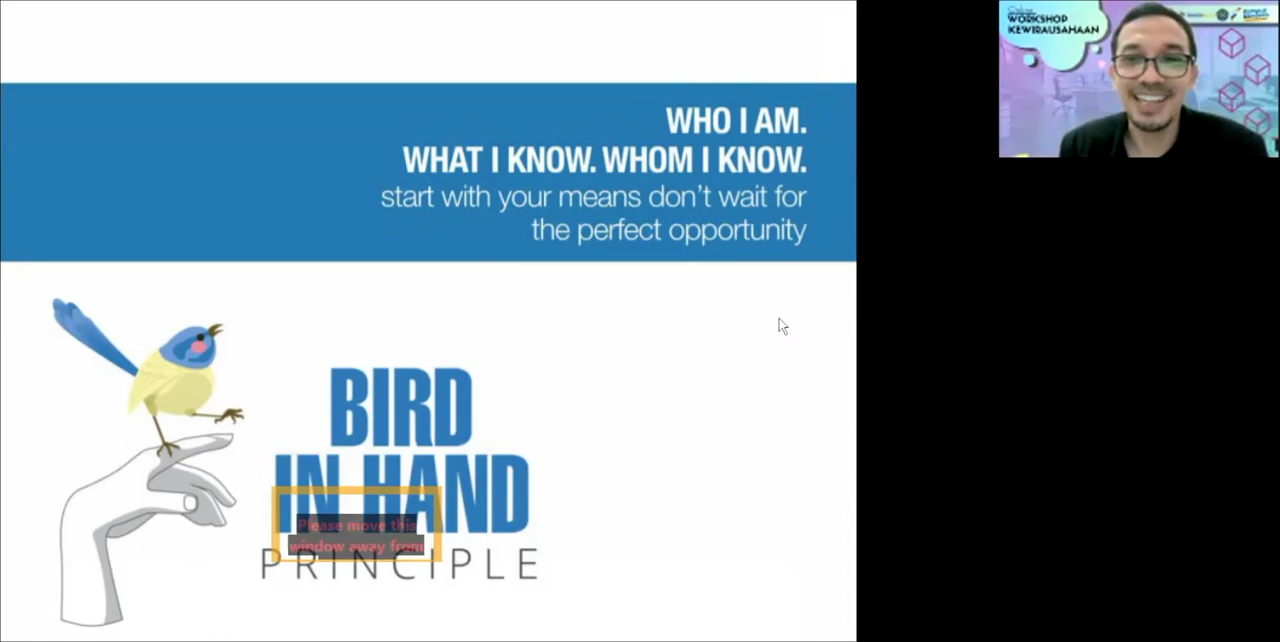 WHO I AM.
WHAT I KNOW. WHOM I KNOW.
start with your means don't wait for
the perfect opportunity
BIRD
IN HAND
Please move this
window away from
PRINCIPLE
Online
WORKSHOP
KEWIRAUSAHAAN